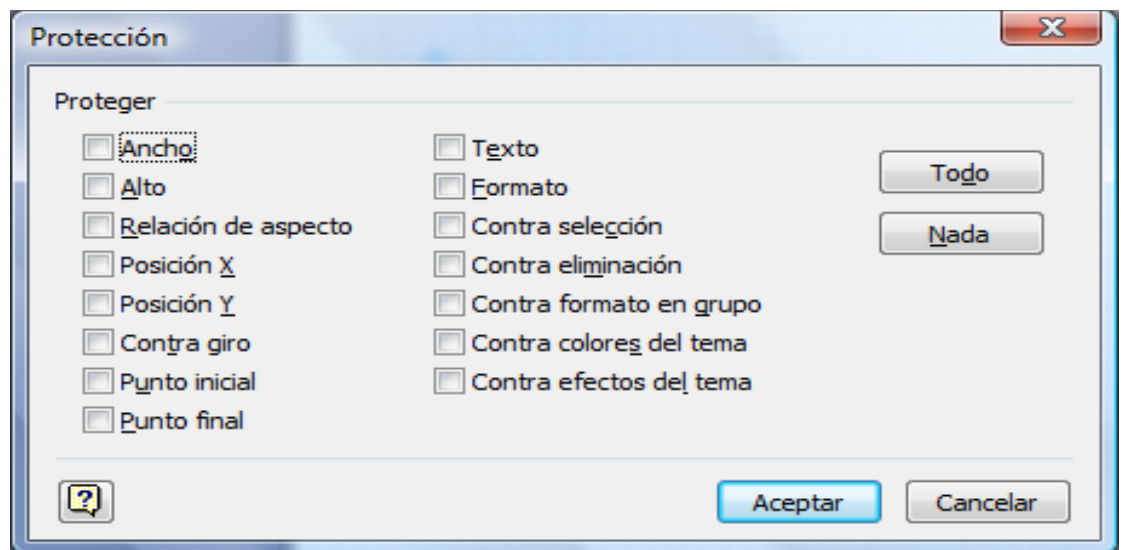 Protección
Proteger
Ancho
Alto
Relación de aspecto
Posición X
Posición Y
Contra giro
Punto inicial
Punto final
Texto
Formato
Contra selección
Contra eliminación
Contra formato en grupo
Contra colores del tema
Contra efectos del tema
Todo
Nada
?
Aceptar
Cancelar